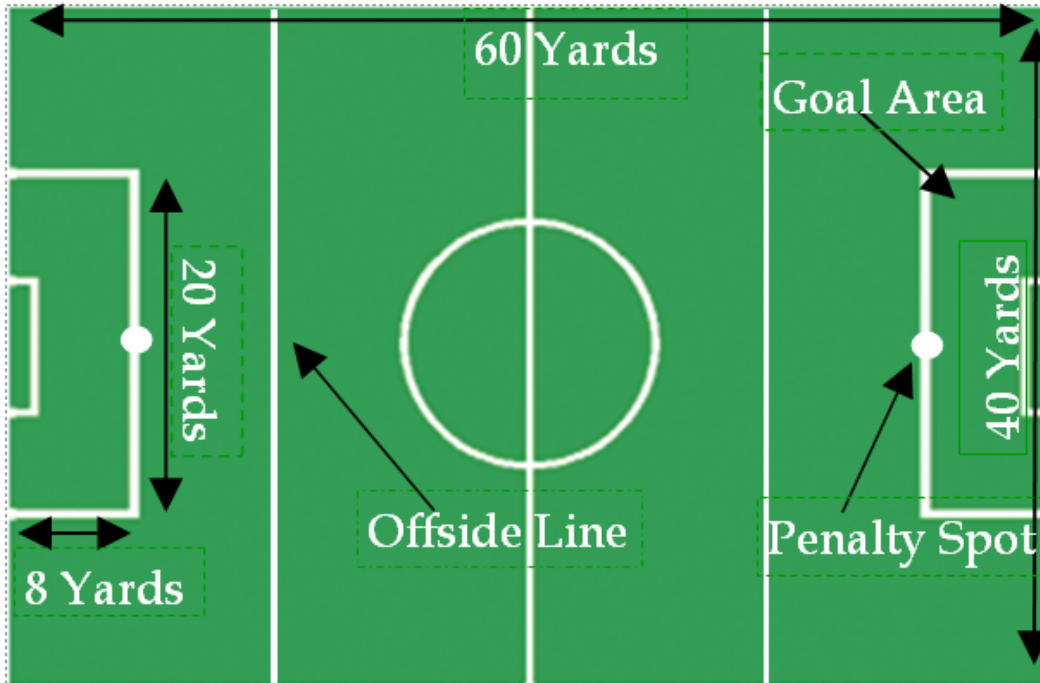 60 Yards
Goal Area
20 Yards
40 Yards
Offside Line
Penalty Spot
8 Yards